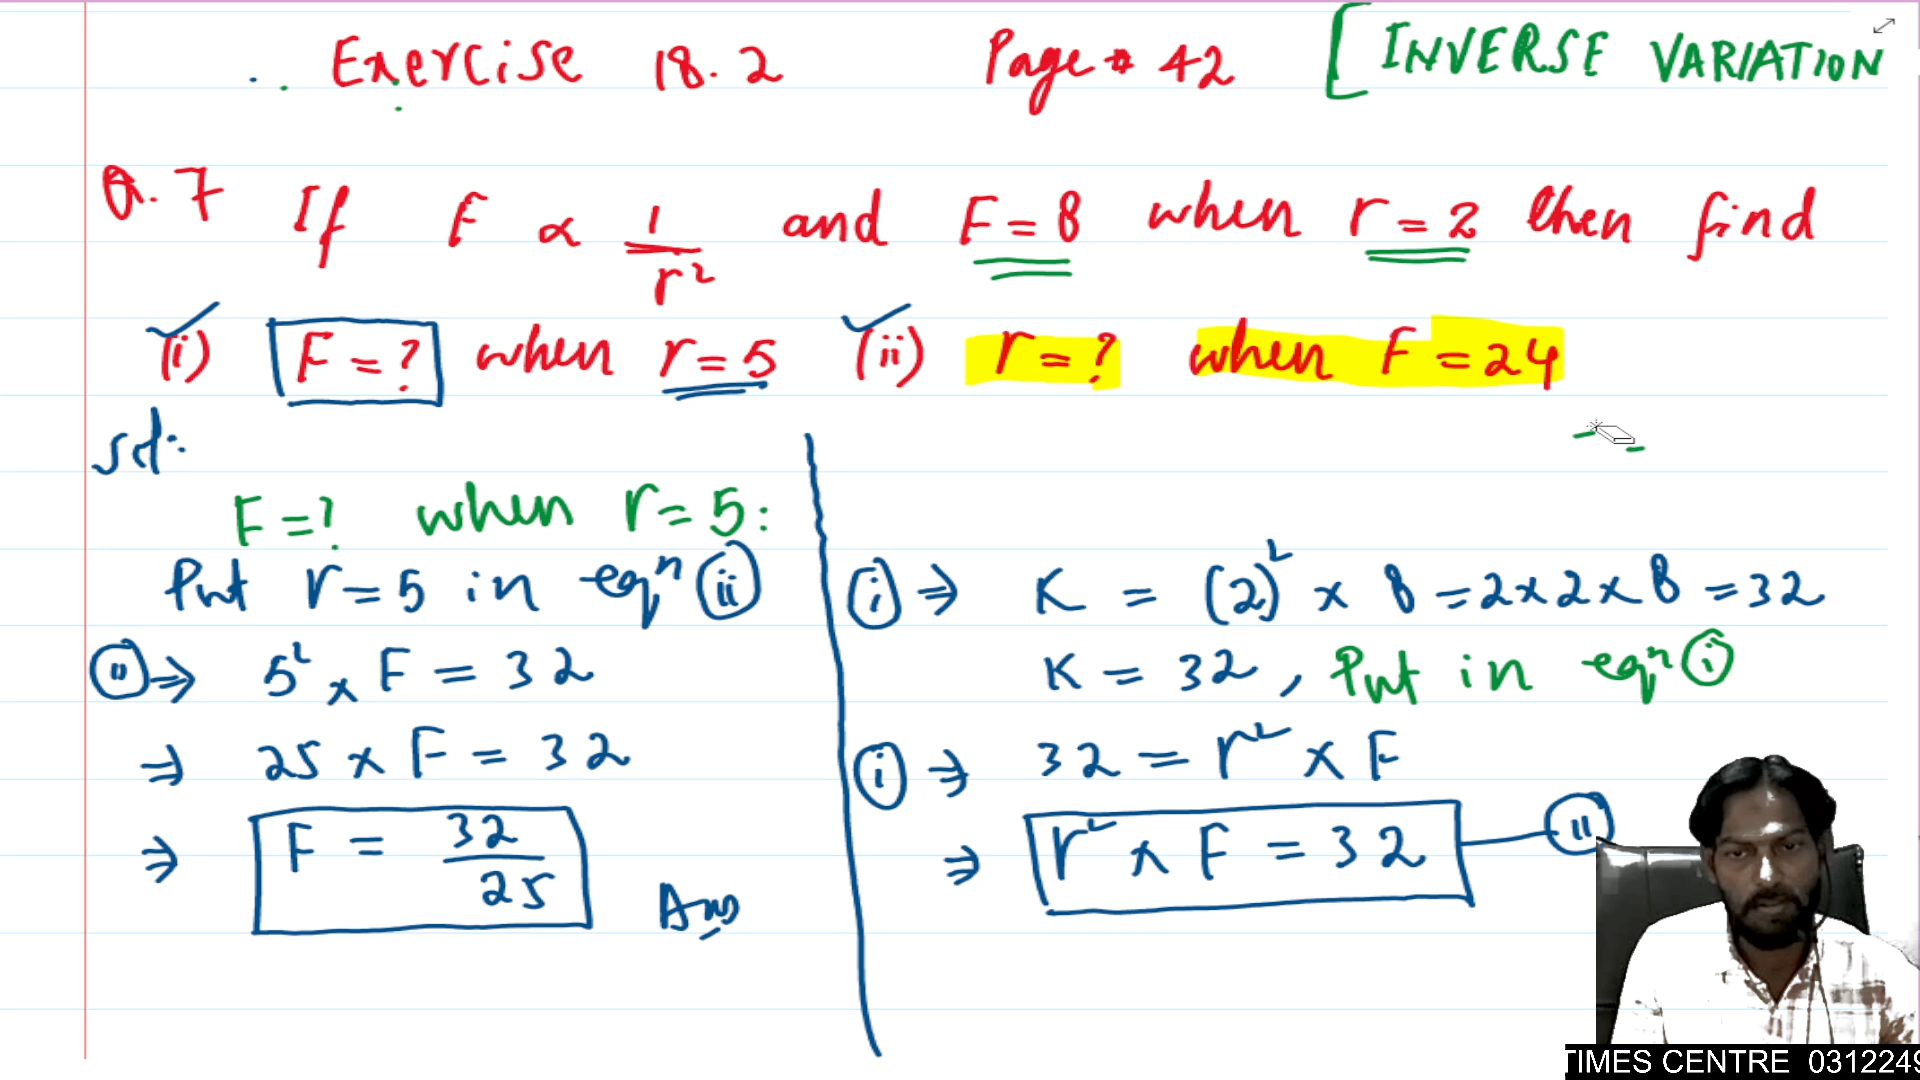 Exercise 18.2 Page # 42 [INVERSE VARIATION
Q.7 If F ∝ 1/r² and F = 8 when r = 2 then find
(i) F = ? when r = 5 (ii) r = ? when F = 24
Sol:
F = ? when r = 5:
Put r = 5 in eqⁿ (ii)
(ii) ⇒ 5² × F = 32
⇒ 25 × F = 32
⇒ F = 32/25 Ans
(i) ⇒ K = (2)² × 8 = 2 × 2 × 8 = 32
K = 32, Put in eqⁿ (i)
(i) ⇒ 32 = r² × F
⇒ r² × F = 32 — (ii)
TIMES CENTRE 0312249